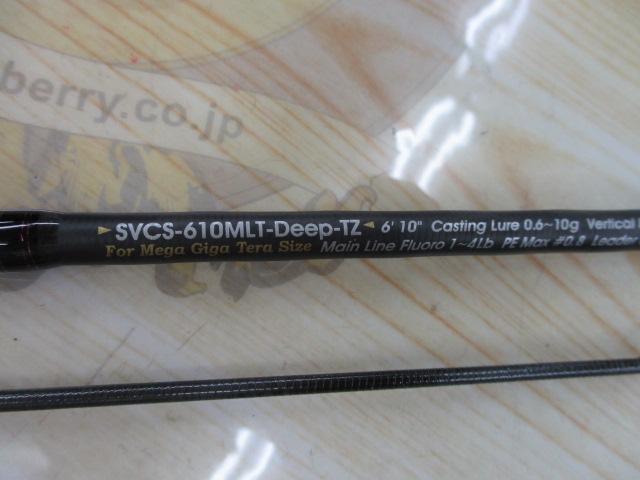 berry.co.jp
SVCS-610MLT-Deep-TZ 6' 10" Casting Lure 0.6~10g Vertical
For Mega Giga Tera Size Main Line Fluoro 1~4Lb PE Max #0.8 Leader